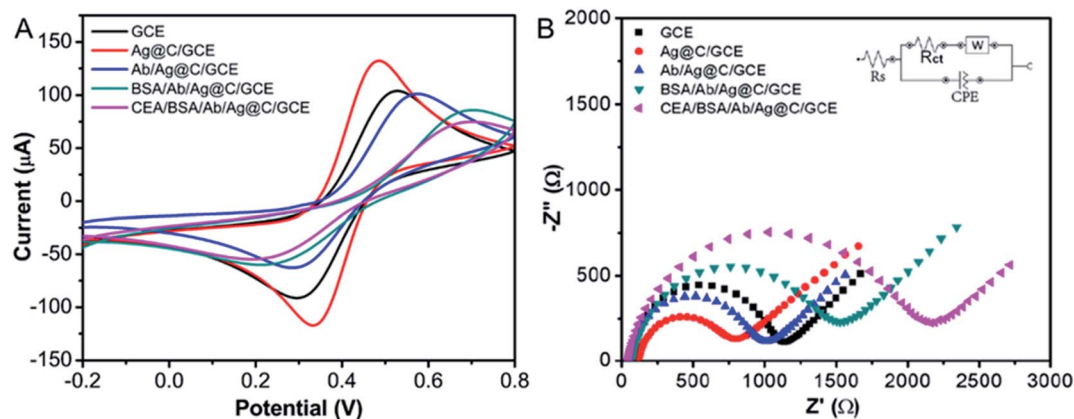 A
GCE
Ag@C/GCE
Ab/Ag@C/GCE
BSA/Ab/Ag@C/GCE
CEA/BSA/Ab/Ag@C/GCE
150
100
50
0
-50
-100
-150
Current (μA)
-0.2 0.0 0.2 0.4 0.6 0.8
Potential (V)
B
GCE
Ag@C/GCE
Ab/Ag@C/GCE
BSA/Ab/Ag@C/GCE
CEA/BSA/Ab/Ag@C/GCE
Rs
Rct
W
CPE
-2000
1500
1000
500
0
-Z" (Ω)
0 500 1000 1500 2000 2500 3000
Z' (Ω)